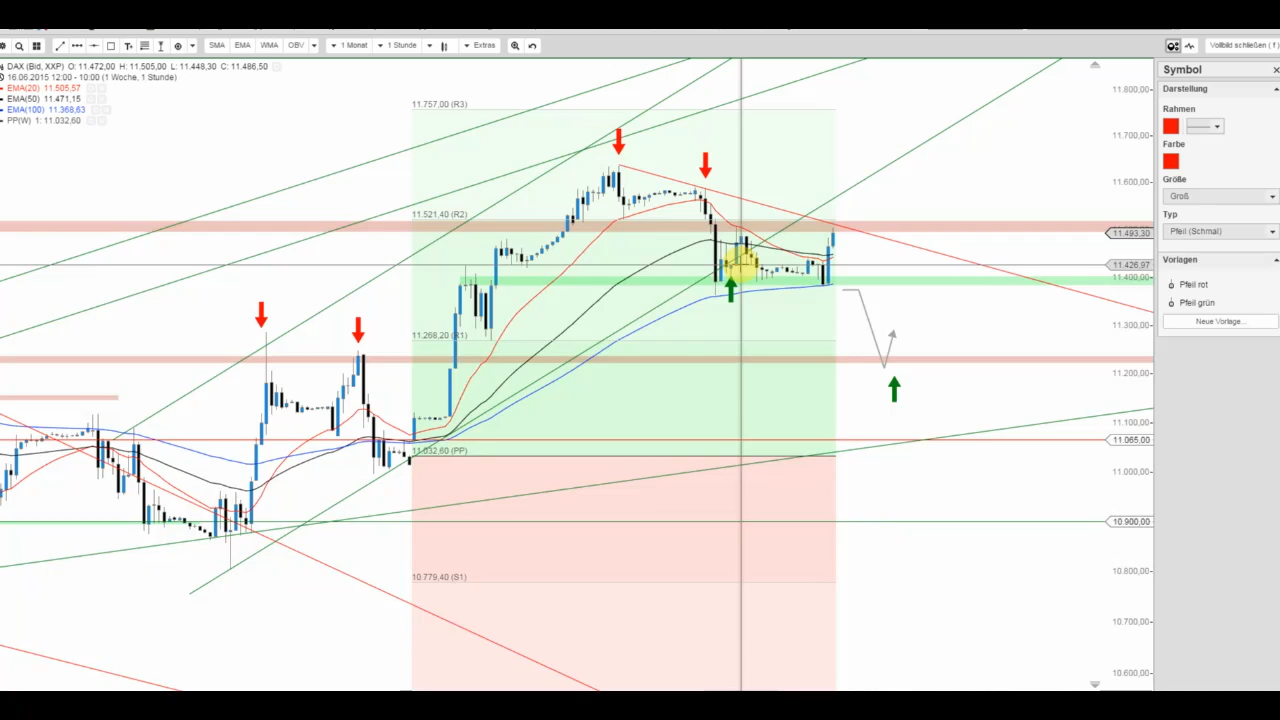 SMA EMA WMA OBV 1 Monat 1 Stunde Extras Vollbild schließen ( f )
DAX (Bid, XXP) O: 11.472,00 H: 11.505,00 L: 11.448,30 C: 11.486,50
16.06.2015 12:00 - 10:00 (1 Woche, 1 Stunde)
EMA(20) 11.505,57
EMA(50) 11.471,15
EMA(100) 11.368,63
PP(W) 1: 11.032,60
11.757,00 (R3)
11.521,40 (R2)
11.268,20 (R1)
11.032,60 (PP)
10.779,40 (S1)
11.800,00
11.700,00
11.600,00
11.493,30
11.426,97
11.400,00
11.300,00
11.200,00
11.100,00
11.065,00
11.000,00
10.900,00
10.800,00
10.700,00
10.600,00
Symbol
Darstellung
Rahmen
Farbe
Größe
Groß
Typ
Pfeil (Schmal)
Vorlagen
Pfeil rot
Pfeil grün
Neue Vorlage...